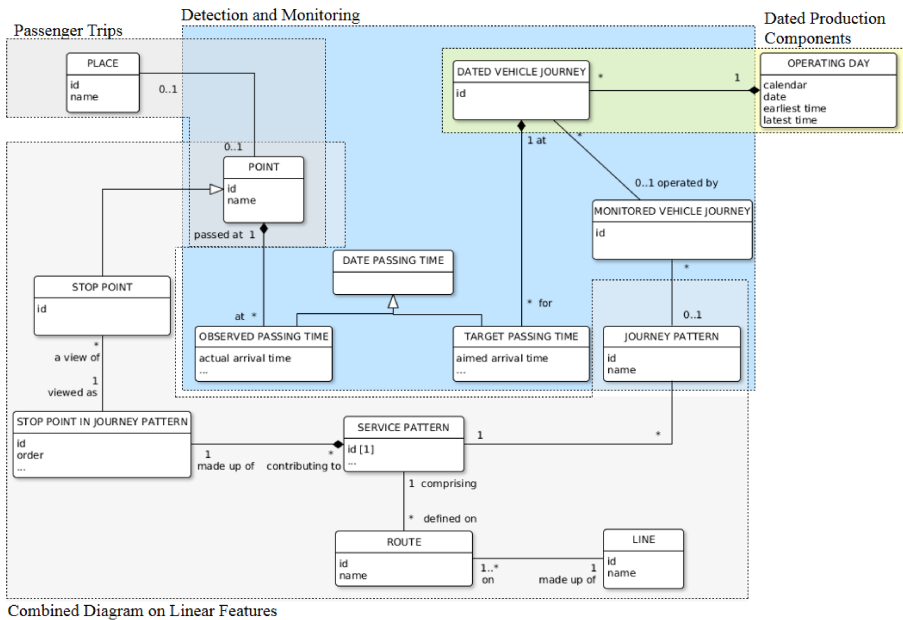 Detection and Monitoring
Dated Production
Components
Passenger Trips
PLACE
id
name
0..1
0..1
DATED VEHICLE JOURNEY
id
*
1
OPERATING DAY
calendar
date
earliest time
latest time
1 at
*
0..1 operated by
POINT
id
name
passed at 1
MONITORED VEHICLE JOURNEY
id
*
DATE PASSING TIME
STOP POINT
id
at *
* for
0..1
OBSERVED PASSING TIME
actual arrival time
...
TARGET PASSING TIME
aimed arrival time
...
JOURNEY PATTERN
id
name
*
a view of
1
viewed as
STOP POINT IN JOURNEY PATTERN
id
order
...
1
made up of
*
contributing to
SERVICE PATTERN
id [1]
...
1
*
1 comprising
* defined on
ROUTE
id
name
1..*
on
1
made up of
LINE
id
name
Combined Diagram on Linear Features